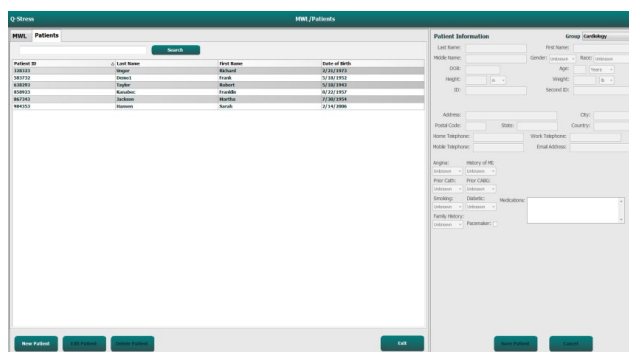 Q-Stress MWL/Patients
MWL Patients
Search
Patient ID Last Name First Name Date of Birth
328323 Unger Richard 2/21/1973
583732 Demo1 Frank 5/18/1952
630293 Taylor Robert 5/18/1943
858923 Karudoc Franklin 8/22/1957
867343 Jackson Martha 7/30/1954
984353 Hansen Sarah 2/14/2006
New Patient Edit Patient Delete Patient Exit
Patient Information Group Cardiology
Last Name: First Name:
Middle Name: Gender: Unknown Race: Unknown
DOB: Age: Years
Height: in Weight: lb
ID: Second ID:
Address: City:
Postal Code: State: Country:
Home Telephone: Work Telephone:
Mobile Telephone: Email Address:
Angina: History of MI:
Unknown Unknown
Prior Cath: Prior CABG:
Unknown Unknown
Smoking: Diabetic: Medications:
Unknown Unknown
Family History:
Unknown Pacemaker:
Save Patient Cancel